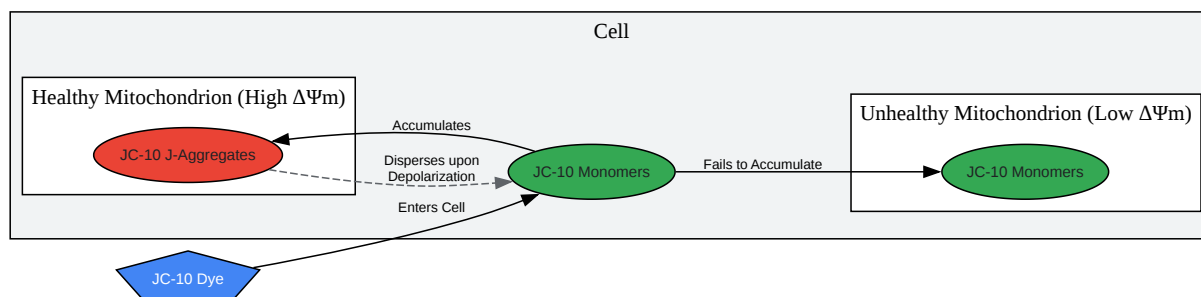 Cell
Healthy Mitochondrion (High ΔΨm)
Unhealthy Mitochondrion (Low ΔΨm)
Accumulates
JC-10 J-Aggregates
Disperses upon
Depolarization
JC-10 Monomers
Fails to Accumulate
JC-10 Monomers
Enters Cell
JC-10 Dye